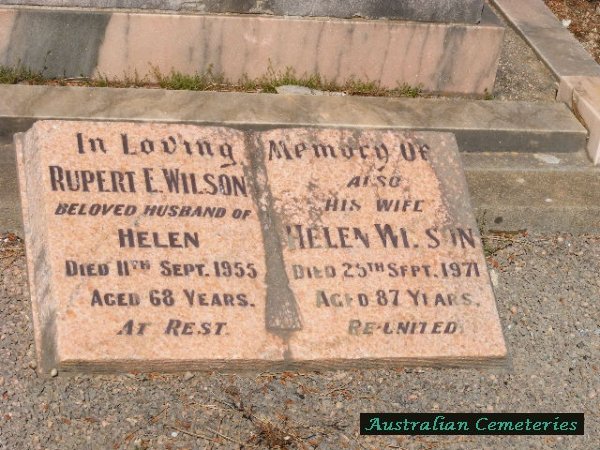 In Loving Memory Of
RUPERT E. WILSON
BELOVED HUSBAND OF
HELEN
DIED 11TH SEPT. 1955
AGED 68 YEARS.
AT REST.
ALSO
HIS WIFE
HELEN WILSON
DIED 25TH SEPT. 1971
AGED 87 YEARS.
RE-UNITED
Australian Cemeteries